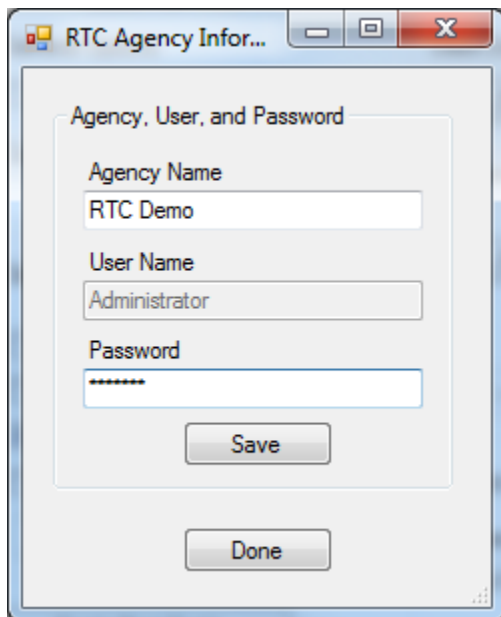 RTC Agency Infor...
Agency, User, and Password
Agency Name
RTC Demo
User Name
Administrator
Password
*******
Save
Done